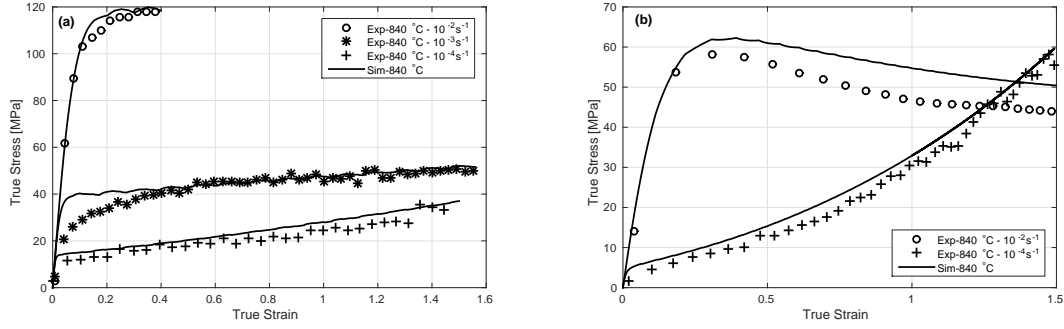 (a)
120
100
80
60
40
20
0
True Stress [MPa]
0 0.2 0.4 0.6 0.8 1 1.2 1.4 1.6
True Strain
Exp-840 °C - 10⁻²s⁻¹
Exp-840 °C - 10⁻³s⁻¹
Exp-840 °C - 10⁻⁴s⁻¹
Sim-840 °C
(b)
70
60
50
40
30
20
10
0
True Stress [MPa]
0 0.5 1 1.5
True Strain
Exp-840 °C - 10⁻²s⁻¹
Exp-840 °C - 10⁻⁴s⁻¹
Sim-840 °C